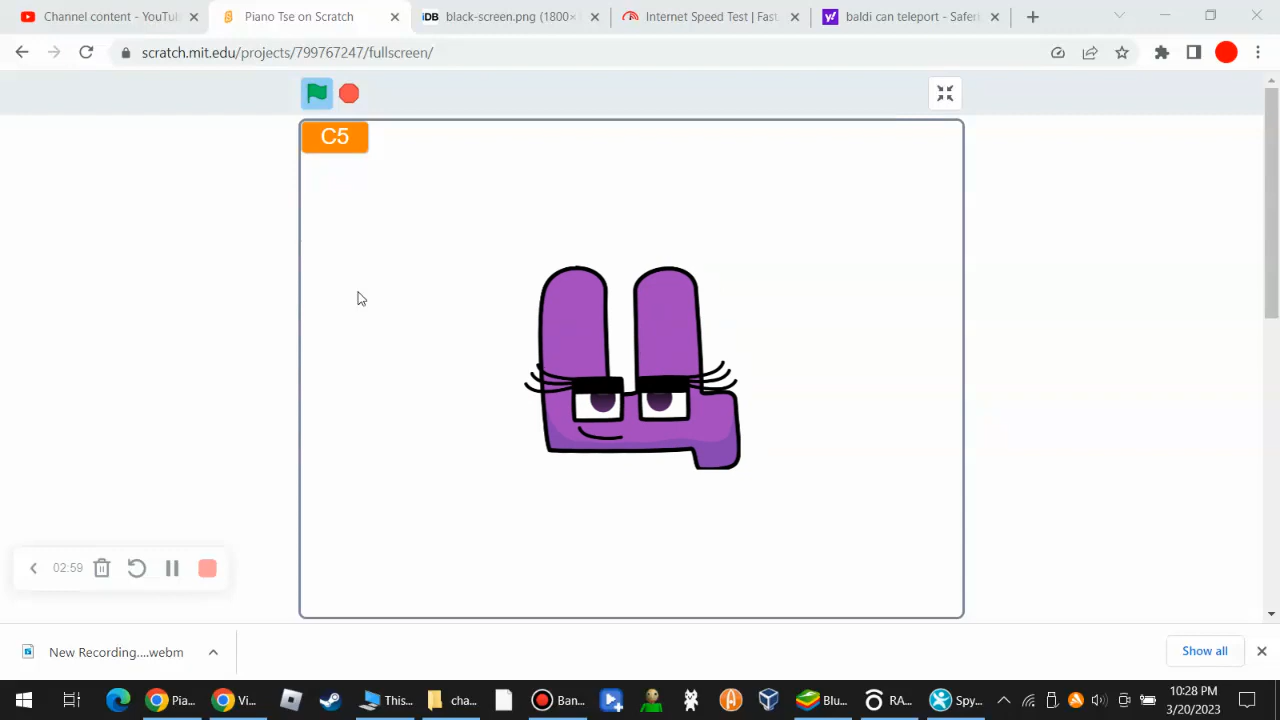 Channel content - YouTube
Piano Tse on Scratch
iDB black-screen.png (1800×
Internet Speed Test | Fast
y! baldi can teleport - Safer
scratch.mit.edu/projects/799767247/fullscreen/
C5
02:59
New Recording....webm
Show all
Pia...
Vi...
This...
cha...
Ban...
Blu...
RA...
Spy...
10:28 PM
3/20/2023